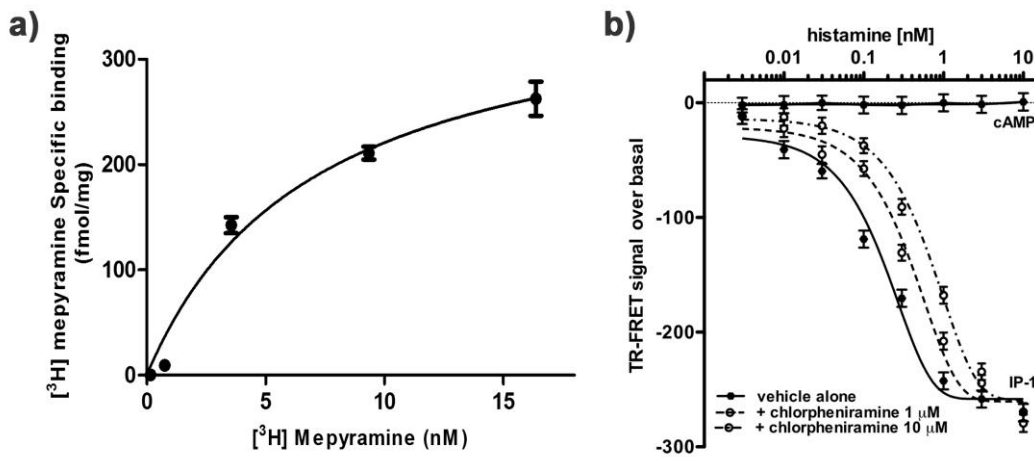 a)
[³H] mepyramine Specific binding
(fmol/mg)
300
200
100
0
0
5
10
15
[³H] Mepyramine (nM)
b)
histamine [nM]
0.01
0.1
1
10
TR-FRET signal over basal
0
-100
-200
-300
cAMP
IP-1
vehicle alone
+ chlorpheniramine 1 μM
+ chlorpheniramine 10 μM